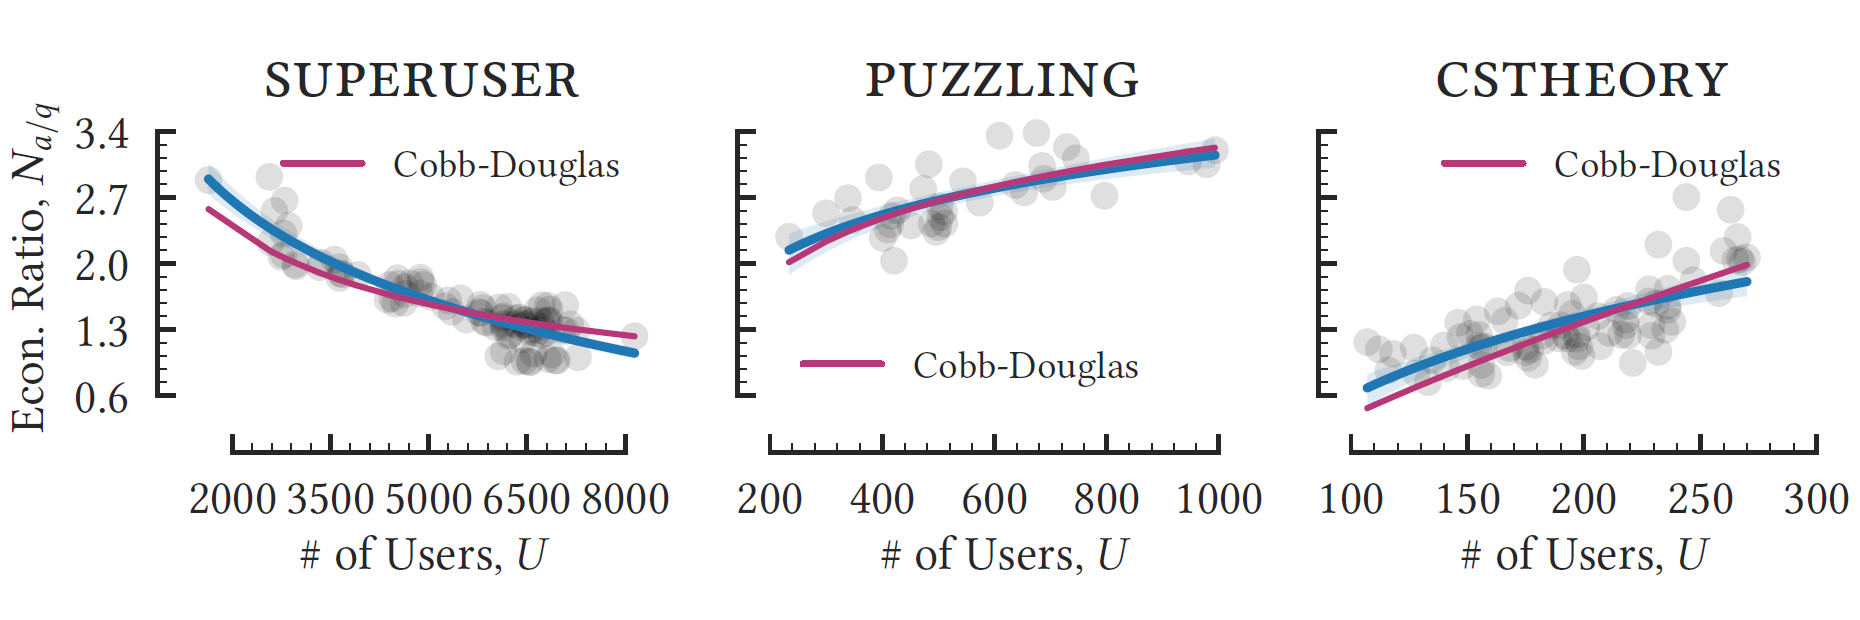 SUPERUSER
PUZZLING
CSTHEORY
Econ. Ratio, N_{a/q}
3.4
2.7
2.0
1.3
0.6
Cobb-Douglas
Cobb-Douglas
Cobb-Douglas
2000 3500 5000 6500 8000
200 400 600 800 1000
100 150 200 250 300
# of Users, U
# of Users, U
# of Users, U